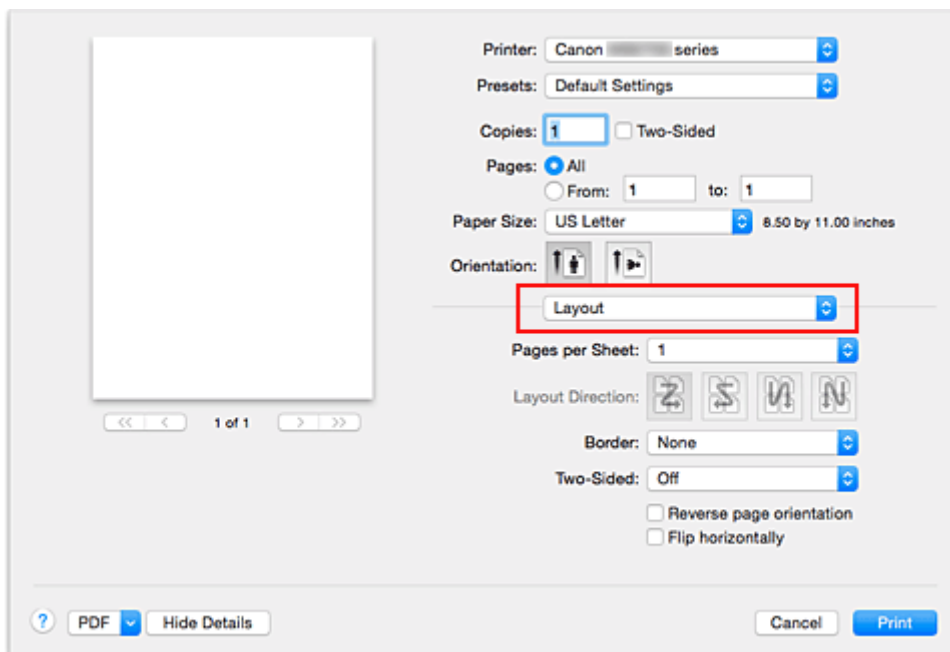 Printer: Canon series
Presets: Default Settings
Copies: 1 Two-Sided
Pages: All
From: 1 to: 1
Paper Size: US Letter 8.50 by 11.00 inches
Orientation:
Layout
Pages per Sheet: 1
Layout Direction:
1 of 1
Border: None
Two-Sided: Off
Reverse page orientation
Flip horizontally
? PDF Hide Details Cancel Print